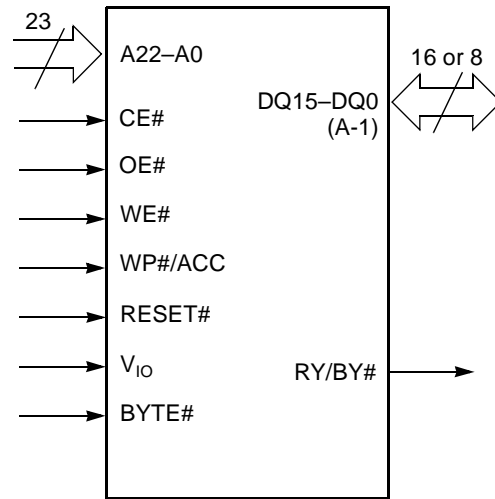 23
A22–A0
16 or 8
DQ15–DQ0
(A-1)
CE#
OE#
WE#
WP#/ACC
RESET#
VIO
RY/BY#
BYTE#